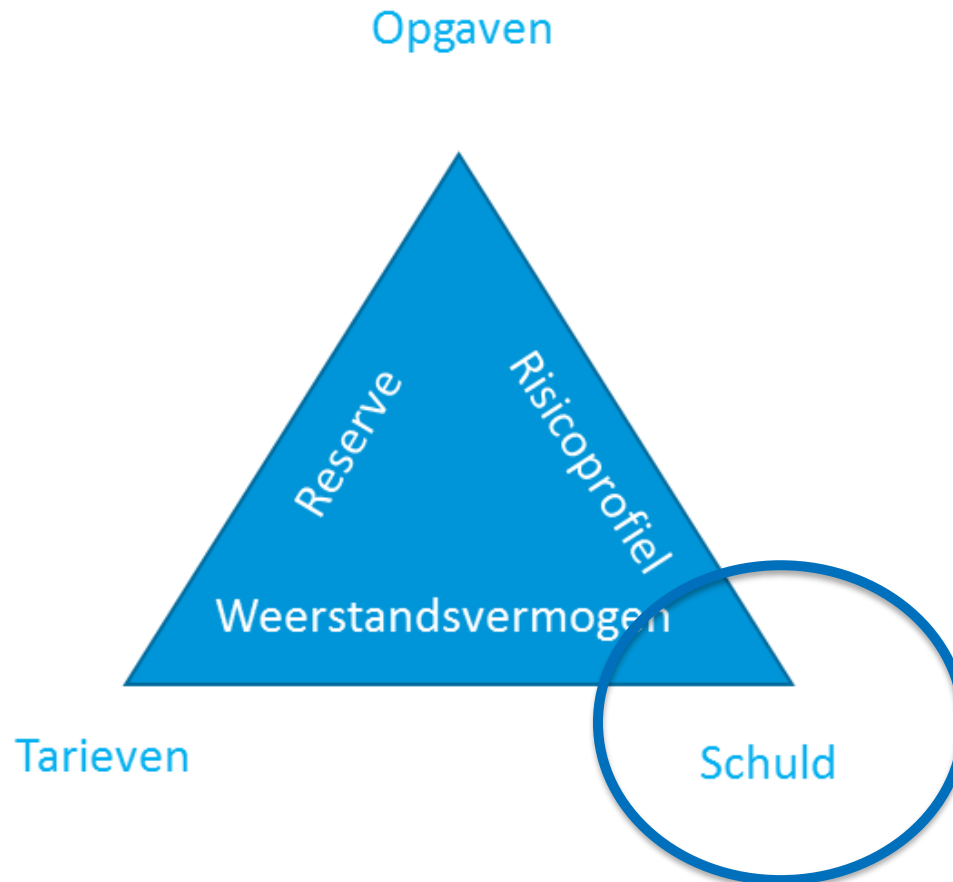 Opgaven
Reserve
Risicoprofiel
Weerstandsvermogen
Tarieven
Schuld